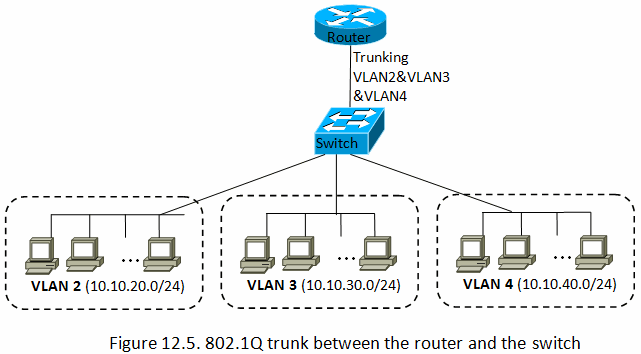 Router
Trunking
VLAN2&VLAN3
&VLAN4
Switch
VLAN 2 (10.10.20.0/24)
VLAN 3 (10.10.30.0/24)
VLAN 4 (10.10.40.0/24)
Figure 12.5. 802.1Q trunk between the router and the switch